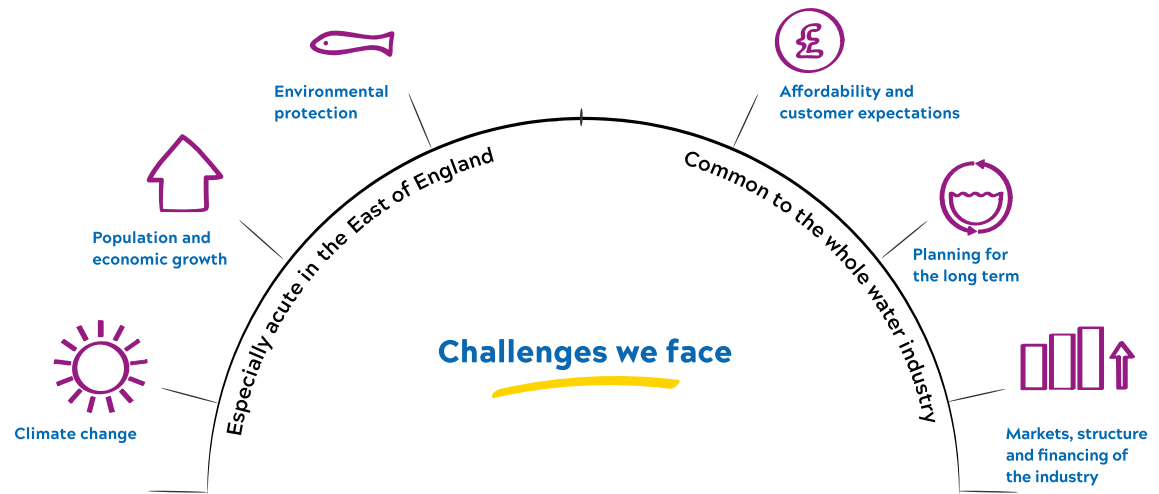 Challenges we face
Especially acute in the East of England
Climate change
Population and
economic growth
Environmental
protection
Common to the whole water industry
£
Affordability and
customer expectations
Planning for
the long term
Markets, structure
and financing of
the industry